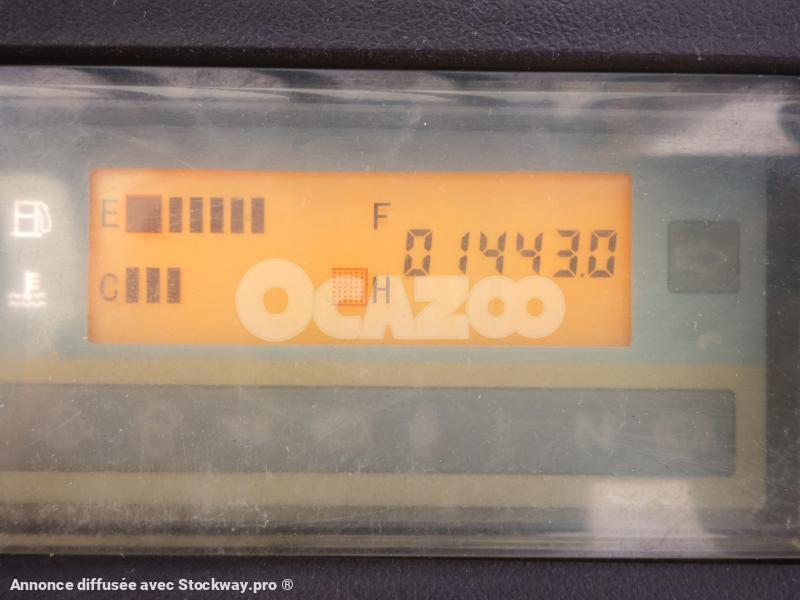 E F
01443.0
C H
OCAZOO
Annonce diffusée avec Stockway.pro ®